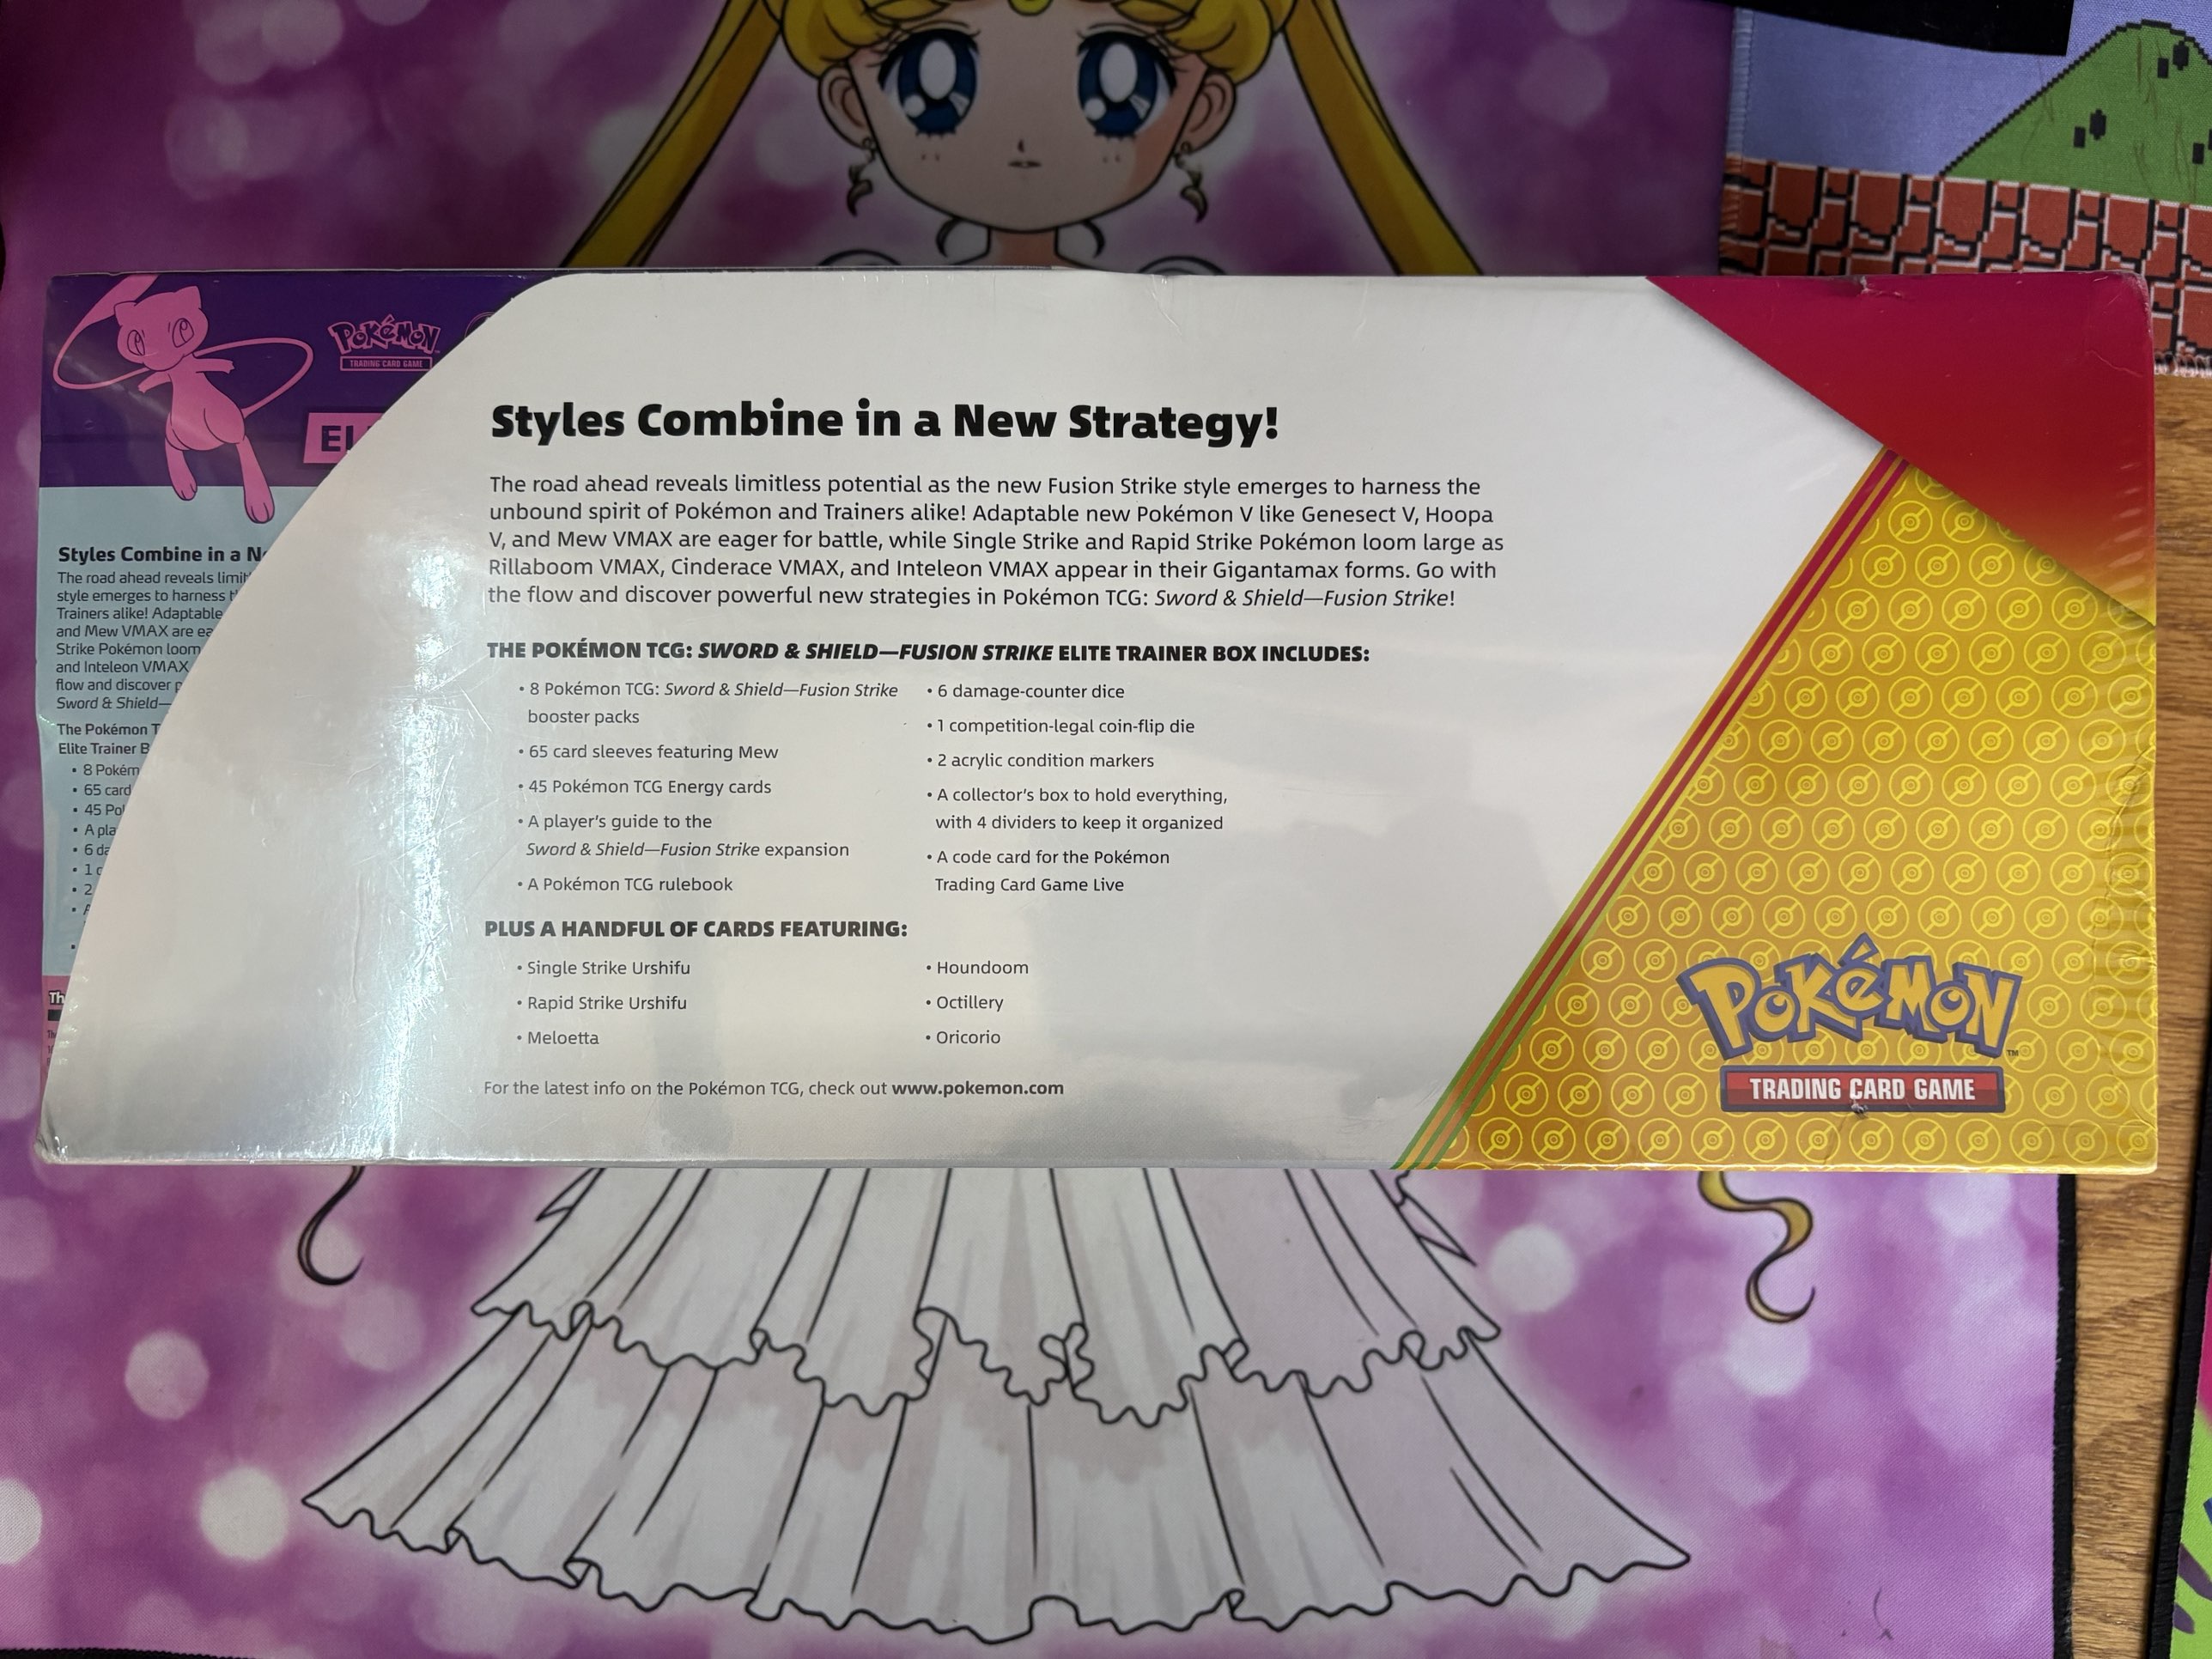 POKéMON
TRADING CARD GAME
Styles Combine in a
The road ahead reveals
style emerges to harness
Trainers alike! Adaptable
and Mew VMAX are
Strike Pokémon loom
and Inteleon VMAX
flow and discover
Sword & Shield—
The Pokémon
Elite Trainer
• 8
• 65 card
• 45
• A
• 6
• 1
• 2
• A
Styles Combine in a New Strategy!
The road ahead reveals limitless potential as the new Fusion Strike style emerges to harness the
unbound spirit of Pokémon and Trainers alike! Adaptable new Pokémon V like Genesect V, Hoopa
V, and Mew VMAX are eager for battle, while Single Strike and Rapid Strike Pokémon loom large as
Rillaboom VMAX, Cinderace VMAX, and Inteleon VMAX appear in their Gigantamax forms. Go with
the flow and discover powerful new strategies in Pokémon TCG: Sword & Shield—Fusion Strike!
THE POKÉMON TCG: SWORD & SHIELD—FUSION STRIKE ELITE TRAINER BOX INCLUDES:
• 8 Pokémon TCG: Sword & Shield—Fusion Strike
booster packs
• 65 card sleeves featuring Mew
• 45 Pokémon TCG Energy cards
• A player's guide to the
Sword & Shield—Fusion Strike expansion
• A Pokémon TCG rulebook
• 6 damage-counter dice
• 1 competition-legal coin-flip die
• 2 acrylic condition markers
• A collector's box to hold everything,
with 4 dividers to keep it organized
• A code card for the Pokémon
Trading Card Game Live
PLUS A HANDFUL OF CARDS FEATURING:
• Single Strike Urshifu
• Rapid Strike Urshifu
• Meloetta
• Houndoom
• Octillery
• Oricorio
For the latest info on the Pokémon TCG, check out www.pokemon.com
POKéMON™
TRADING CARD GAME